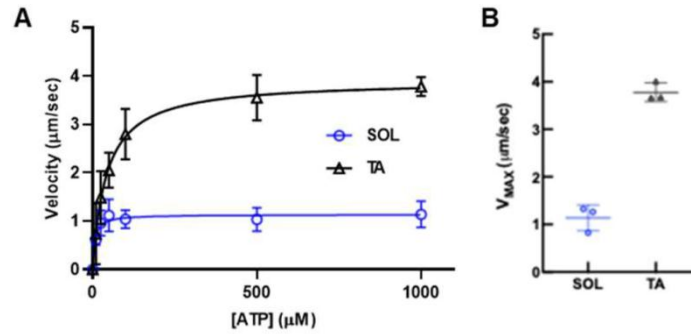 A
Velocity (μm/sec)
5
4
3
2
1
0
SOL
TA
0
500
1000
[ATP] (μM)
B
VMAX (μm/sec)
5
4
3
2
1
0
SOL
TA